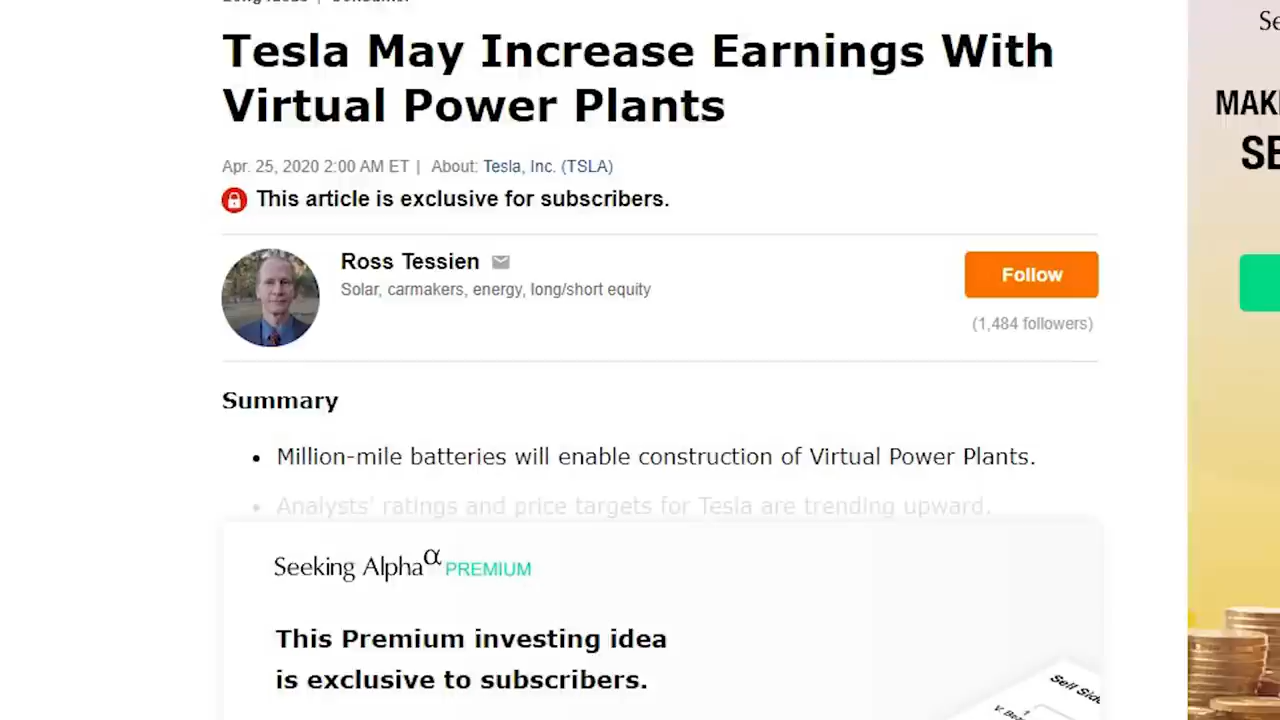 Tesla May Increase Earnings With
Virtual Power Plants
Apr. 25, 2020 2:00 AM ET | About: Tesla, Inc. (TSLA)
This article is exclusive for subscribers.
Ross Tessien
Solar, carmakers, energy, long/short equity
Follow
(1,484 followers)
Summary
• Million-mile batteries will enable construction of Virtual Power Plants.
• Analysts' ratings and price targets for Tesla are trending upward.
Seeking Alpha α PREMIUM
This Premium investing idea
is exclusive to subscribers.